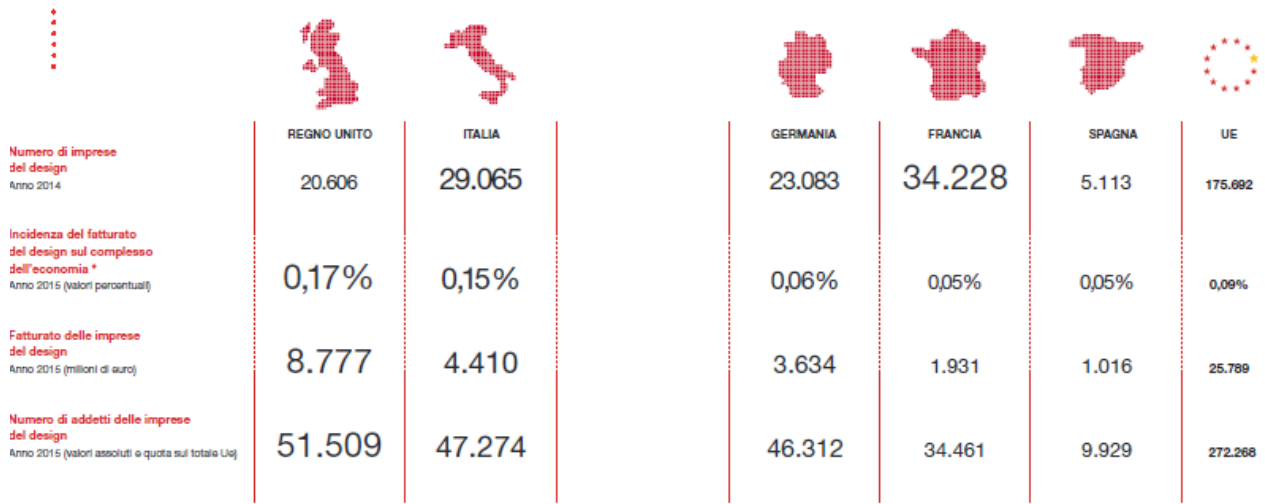 REGNO UNITO ITALIA GERMANIA FRANCIA SPAGNA UE
Numero di imprese
del design
Anno 2014
20.606 29.065 23.083 34.228 5.113 175.692
Incidenza del fatturato
del design sul complesso
dell'economia *
Anno 2015 (valori percentuali)
0,17% 0,15% 0,06% 0,05% 0,05% 0,09%
Fatturato delle imprese
del design
Anno 2015 (milioni di euro)
8.777 4.410 3.634 1.931 1.016 25.789
Numero di addetti delle imprese
del design
Anno 2015 (valori assoluti e quota sul totale Ue)
51.509 47.274 46.312 34.461 9.929 272.268